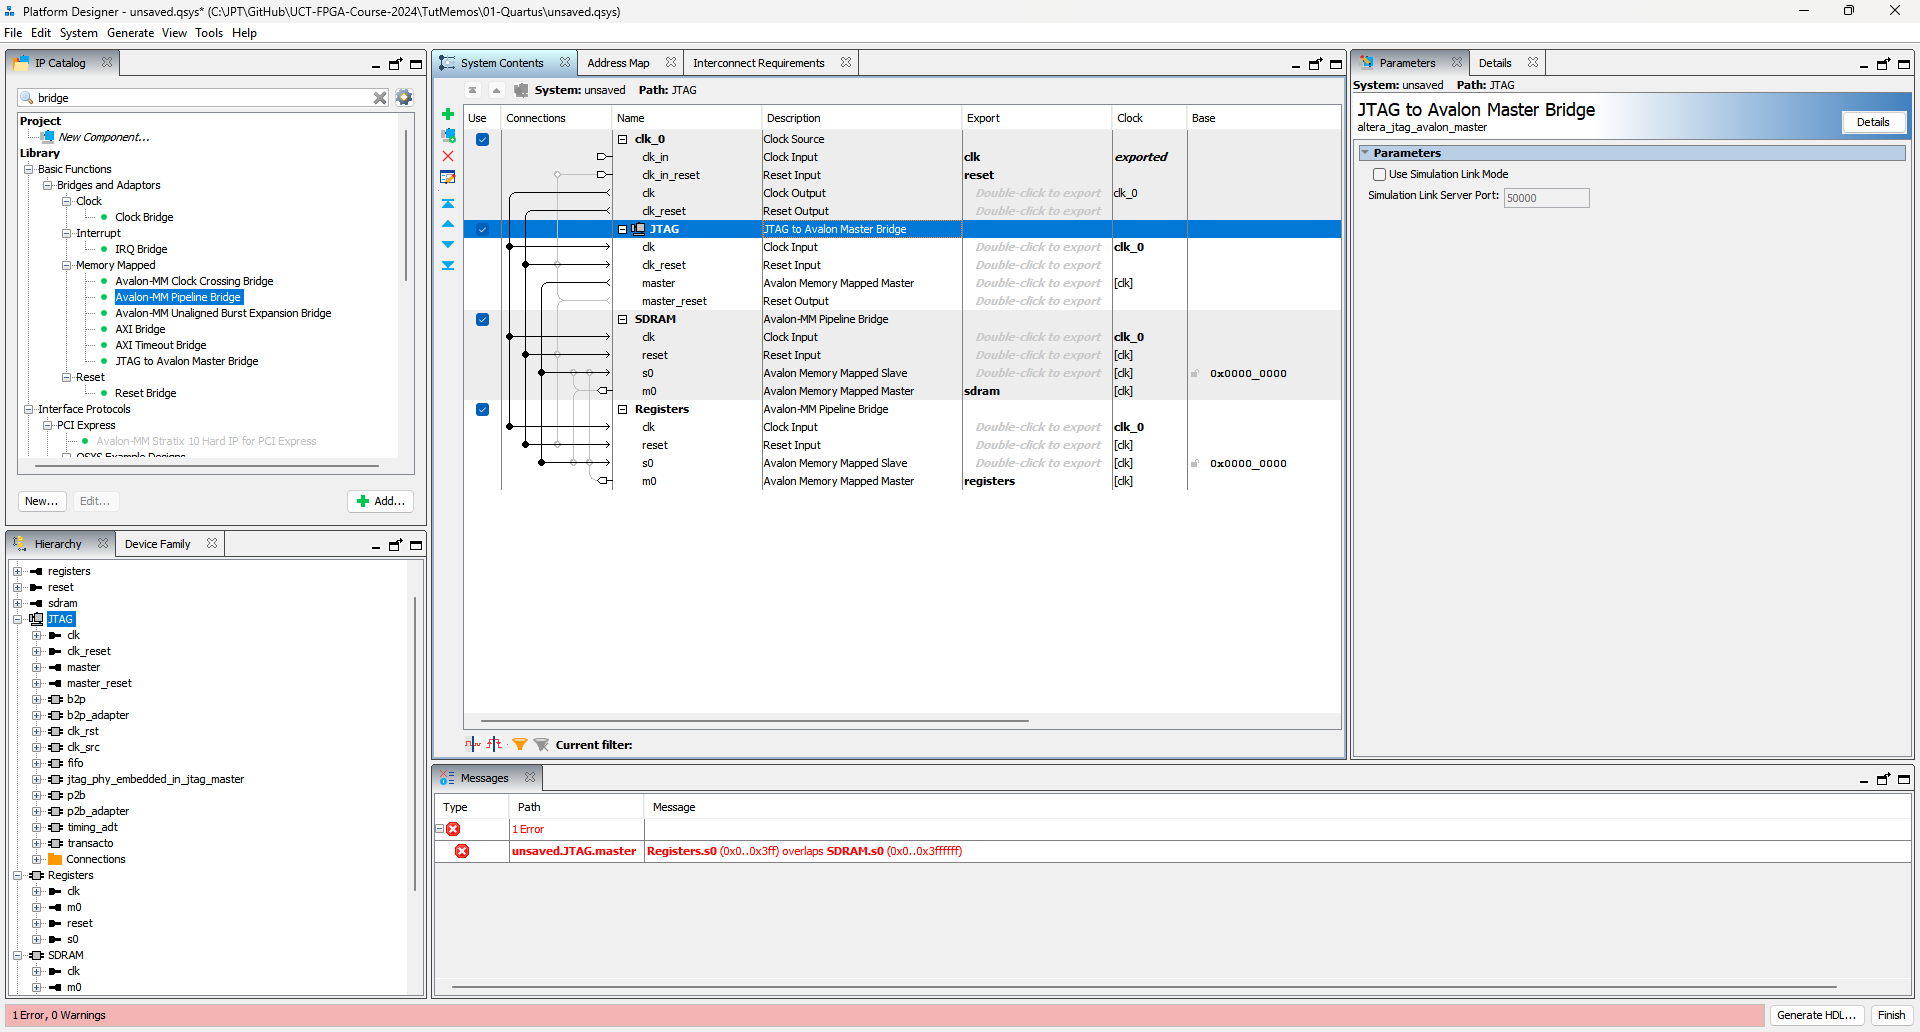 Platform Designer - unsaved.qsys* (C:\JPT\GitHub\UCT-FPGA-Course-2024\TutMemos\01-Quartus\unsaved.qsys)
File Edit System Generate View Tools Help
IP Catalog
bridge
Project
New Component...
Library
Basic Functions
Bridges and Adaptors
Clock
Clock Bridge
Interrupt
IRQ Bridge
Memory Mapped
Avalon-MM Clock Crossing Bridge
Avalon-MM Pipeline Bridge
Avalon-MM Unaligned Burst Expansion Bridge
AXI Bridge
AXI Timeout Bridge
JTAG to Avalon Master Bridge
Reset
Reset Bridge
Interface Protocols
PCI Express
Avalon-MM Stratix 10 Hard IP for PCI Express
QSYS Example Designs
New... Edit... Add...
Hierarchy Device Family
registers
reset
sdram
JTAG
clk
clk_reset
master
master_reset
b2p
b2p_adapter
clk_rst
clk_src
fifo
jtag_phy_embedded_in_jtag_master
p2b
p2b_adapter
timing_adt
transacto
Connections
Registers
clk
m0
reset
s0
SDRAM
clk
m0
System Contents Address Map Interconnect Requirements
System: unsaved Path: JTAG
Use Connections Name Description Export Clock Base
clk_0 Clock Source
clk_in Clock Input clk exported
clk_in_reset Reset Input reset
clk Clock Output Double-click to export clk_0
clk_reset Reset Output Double-click to export
JTAG JTAG to Avalon Master Bridge
clk Clock Input Double-click to export clk_0
clk_reset Reset Input Double-click to export
master Avalon Memory Mapped Master Double-click to export [clk]
master_reset Reset Output Double-click to export
SDRAM Avalon-MM Pipeline Bridge
clk Clock Input Double-click to export clk_0
reset Reset Input Double-click to export [clk]
s0 Avalon Memory Mapped Slave Double-click to export [clk] 0x0000_0000
m0 Avalon Memory Mapped Master sdram [clk]
Registers Avalon-MM Pipeline Bridge
clk Clock Input Double-click to export clk_0
reset Reset Input Double-click to export [clk]
s0 Avalon Memory Mapped Slave Double-click to export [clk] 0x0000_0000
m0 Avalon Memory Mapped Master registers [clk]
Current filter:
Parameters Details
System: unsaved Path: JTAG
JTAG to Avalon Master Bridge
altera_jtag_avalon_master
Details
Parameters
Use Simulation Link Mode
Simulation Link Server Port: 50000
Messages
Type Path Message
1 Error
unsaved.JTAG.master Registers.s0 (0x0..0x3ff) overlaps SDRAM.s0 (0x0..0x3ffffff)
1 Error, 0 Warnings
Generate HDL... Finish